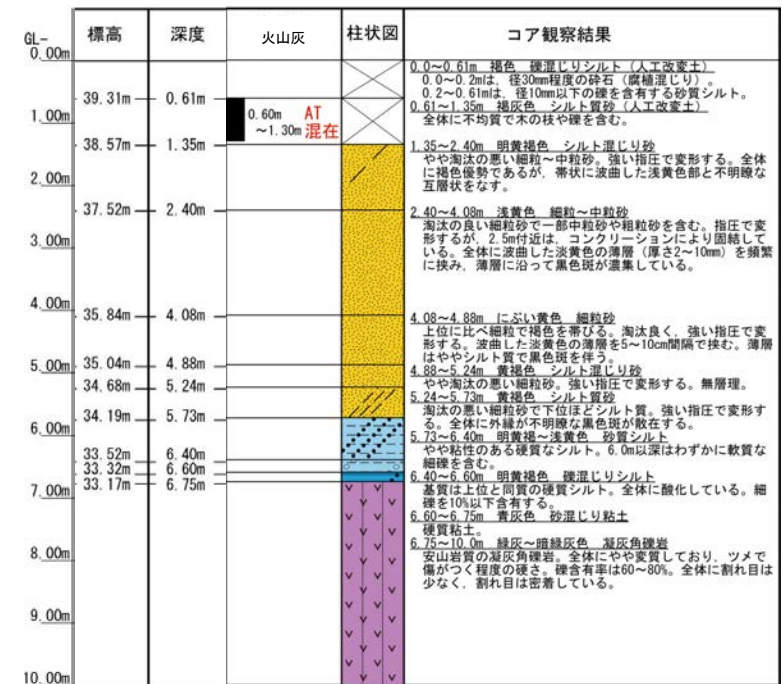 GL-
標高 深度 火山灰 柱状図 コア観察結果
0.00m
0.0～0.61m 褐色 礫混じりシルト（人工改変土）
0.0～0.2mは，径30mm程度の砕石（腐植混じり）。
0.2～0.61mは，径10mm以下の礫を含有する砂質シルト。
39.31m 0.61m
0.61～1.35m 褐灰色 シルト質砂（人工改変土）
全体に不均質で木の枝や礫を含む。
0.60m AT
～1.30m 混在
1.00m
38.57m 1.35m
1.35～2.40m 明黄褐色 シルト混じり砂
やや淘汰の悪い細粒～中粒砂。強い指圧で変形する。全体
に褐色優勢であるが，帯状に波曲した浅黄色部と不明瞭な
互層状をなす。
2.00m
37.52m 2.40m
2.40～4.08m 浅黄色 細粒～中粒砂
淘汰の良い細粒砂で一部中粒砂や粗粒砂を含む。指圧で変
形するが，2.5m付近は，コンクリーションにより固結して
いる。全体に波曲した淡黄色の薄層（厚さ2～10mm）を頻繁
に挟み，薄層に沿って黒色斑が濃集している。
3.00m
4.00m
35.84m 4.08m
4.08～4.88m にぶい黄色 細粒砂
上位に比べ細粒で褐色を帯びる。淘汰良く，強い指圧で変
形する。波曲した淡黄色の薄層を5～10cm間隔で挟む。薄層
はややシルト質で黒色斑を伴う。
35.04m 4.88m
4.88～5.24m 黄褐色 シルト混じり砂
やや淘汰の悪い細粒砂。強い指圧で変形する。無層理。
5.00m
34.68m 5.24m
5.24～5.73m 黄褐色 シルト質砂
淘汰の悪い細粒砂で下位ほどシルト質。強い指圧で変形す
る。全体に外縁が不明瞭な黒色斑が散在する。
34.19m 5.73m
5.73～6.40m 明黄褐～浅黄色 砂質シルト
やや粘性のある硬質なシルト。6.0m以深はわずかに軟質な
細礫を含む。
6.00m
33.52m 6.40m
6.40～6.60m 明黄褐色 礫混じりシルト
基質は上位と同質の硬質シルト。全体に酸化している。細
礫を10%以下含有する。
33.32m 6.60m
6.60～6.75m 青灰色 砂混じり粘土
硬質粘土。
33.17m 6.75m
6.75～10.0m 緑灰～暗緑灰色 凝灰角礫岩
安山岩質の凝灰角礫岩。全体にやや変質しており，ツメで
傷がつく程度の硬さ。礫含有率は60～80%。全体に割れ目は
少なく，割れ目は密着している。
7.00m
8.00m
9.00m
10.00m